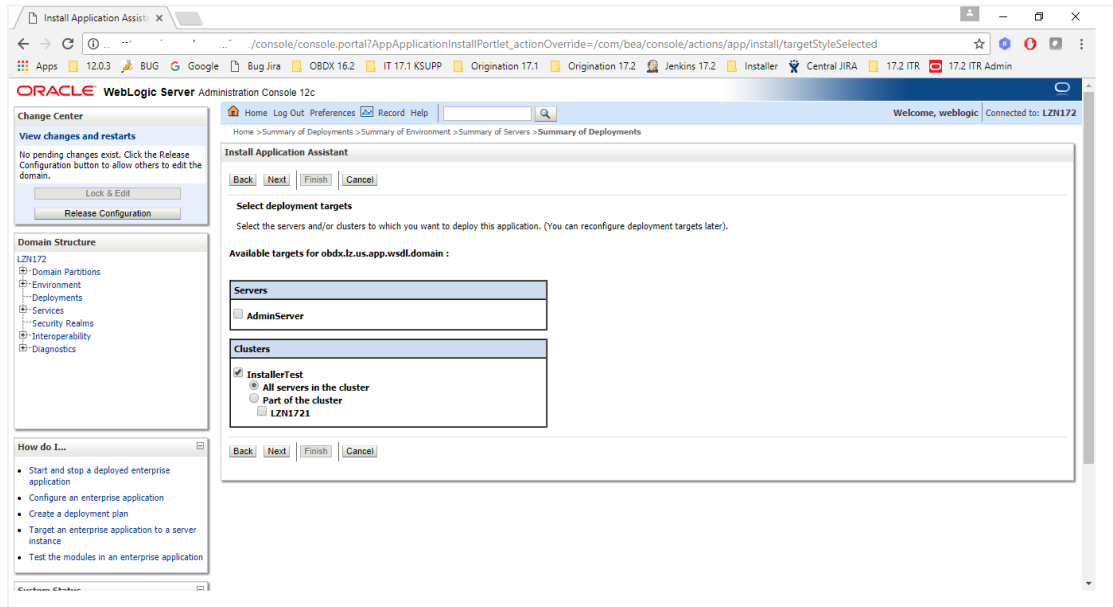 Install Application Assist
/console/console.portal?AppApplicationInstallPortlet_actionOverride=/com/bea/console/actions/app/install/targetStyleSelected
Apps 12.0.3 BUG Google Bug Jira OBDX 16.2 IT 17.1 KSUPP Origination 17.1 Origination 17.2 Jenkins 17.2 Installer Central JIRA 17.2 ITR 17.2 ITR Admin
ORACLE WebLogic Server Administration Console 12c
Change Center
View changes and restarts
No pending changes exist. Click the Release
Configuration button to allow others to edit the
domain.
Lock & Edit
Release Configuration
Domain Structure
LZN172
Domain Partitions
Environment
Deployments
Services
Security Realms
Interoperability
Diagnostics
How do I...
Start and stop a deployed enterprise
application
Configure an enterprise application
Create a deployment plan
Target an enterprise application to a server
instance
Test the modules in an enterprise application
System Status
Home Log Out Preferences Record Help
Welcome, weblogic Connected to: LZN172
Home >Summary of Deployments >Summary of Environment >Summary of Servers >Summary of Deployments
Install Application Assistant
Back Next Finish Cancel
Select deployment targets
Select the servers and/or clusters to which you want to deploy this application. (You can reconfigure deployment targets later).
Available targets for obdx.lz.us.app.wsdl.domain :
Servers
AdminServer
Clusters
InstallerTest
All servers in the cluster
Part of the cluster
LZN1721
Back Next Finish Cancel